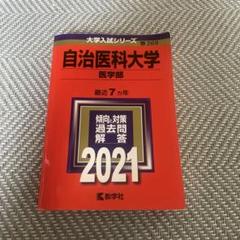 大学入試シリーズ
自治医科大学
医学部
最近7カ年
傾向と対策
過去問
解答
2021
教学社